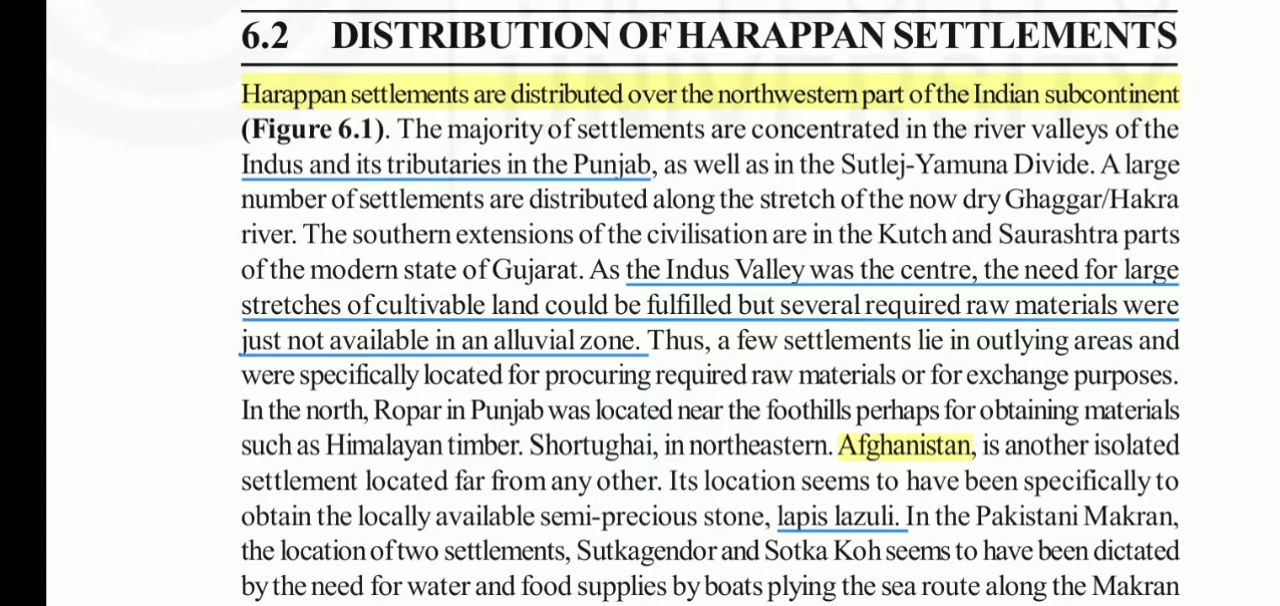 6.2 DISTRIBUTION OF HARAPPAN SETTLEMENTS
Harappan settlements are distributed over the northwestern part of the Indian subcontinent
(Figure 6.1). The majority of settlements are concentrated in the river valleys of the
Indus and its tributaries in the Punjab, as well as in the Sutlej-Yamuna Divide. A large
number of settlements are distributed along the stretch of the now dry Ghaggar/Hakra
river. The southern extensions of the civilisation are in the Kutch and Saurashtra parts
of the modern state of Gujarat. As the Indus Valley was the centre, the need for large
stretches of cultivable land could be fulfilled but several required raw materials were
just not available in an alluvial zone. Thus, a few settlements lie in outlying areas and
were specifically located for procuring required raw materials or for exchange purposes.
In the north, Ropar in Punjab was located near the foothills perhaps for obtaining materials
such as Himalayan timber. Shortughai, in northeastern. Afghanistan, is another isolated
settlement located far from any other. Its location seems to have been specifically to
obtain the locally available semi-precious stone, lapis lazuli. In the Pakistani Makran,
the location of two settlements, Sutkagendor and Sotka Koh seems to have been dictated
by the need for water and food supplies by boats plying the sea route along the Makran